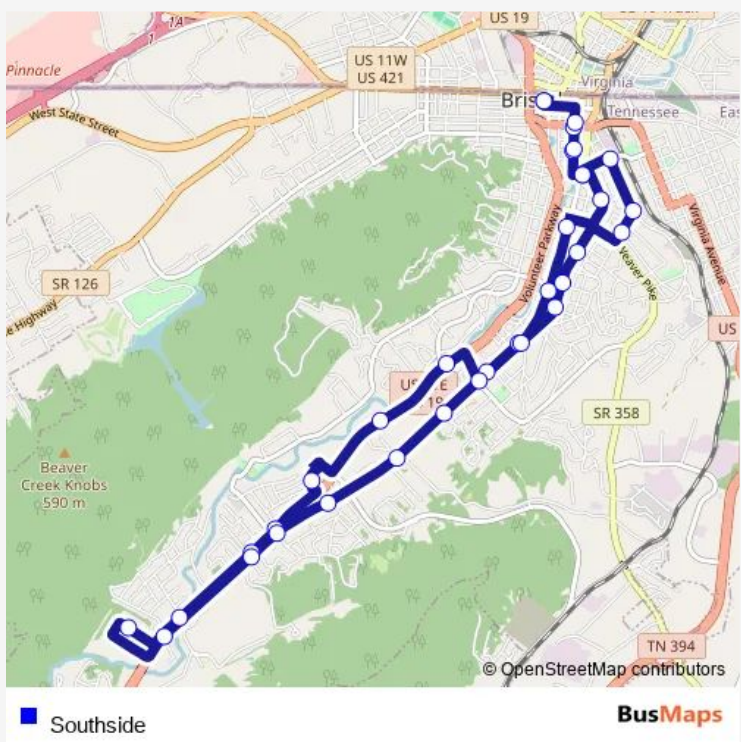 1A
1
US 19
Pinnacle
US 11W
US 421
Virginia
Bris
Tennessee
Eas
West State Street
Volunteer Parkway
Virginia Avenue
SR 126
Weaver Pike
e Highway
US
SR 358
Beaver
Creek Knobs
590 m
TN 394
© OpenStreetMap contributors
Southside
BusMaps